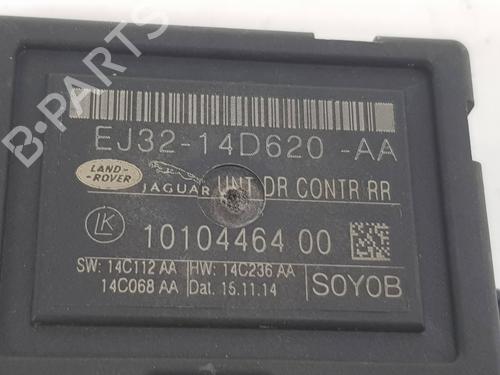 B-PARTS
EJ32-14D620-AA
LAND-
-ROVER
JAGUAR UNT DR CONTR RR
LK 10104464 00
SW: 14C112 AA HW: 14C236 AA
14C068 AA Dat. 15.11.14 SOYOB